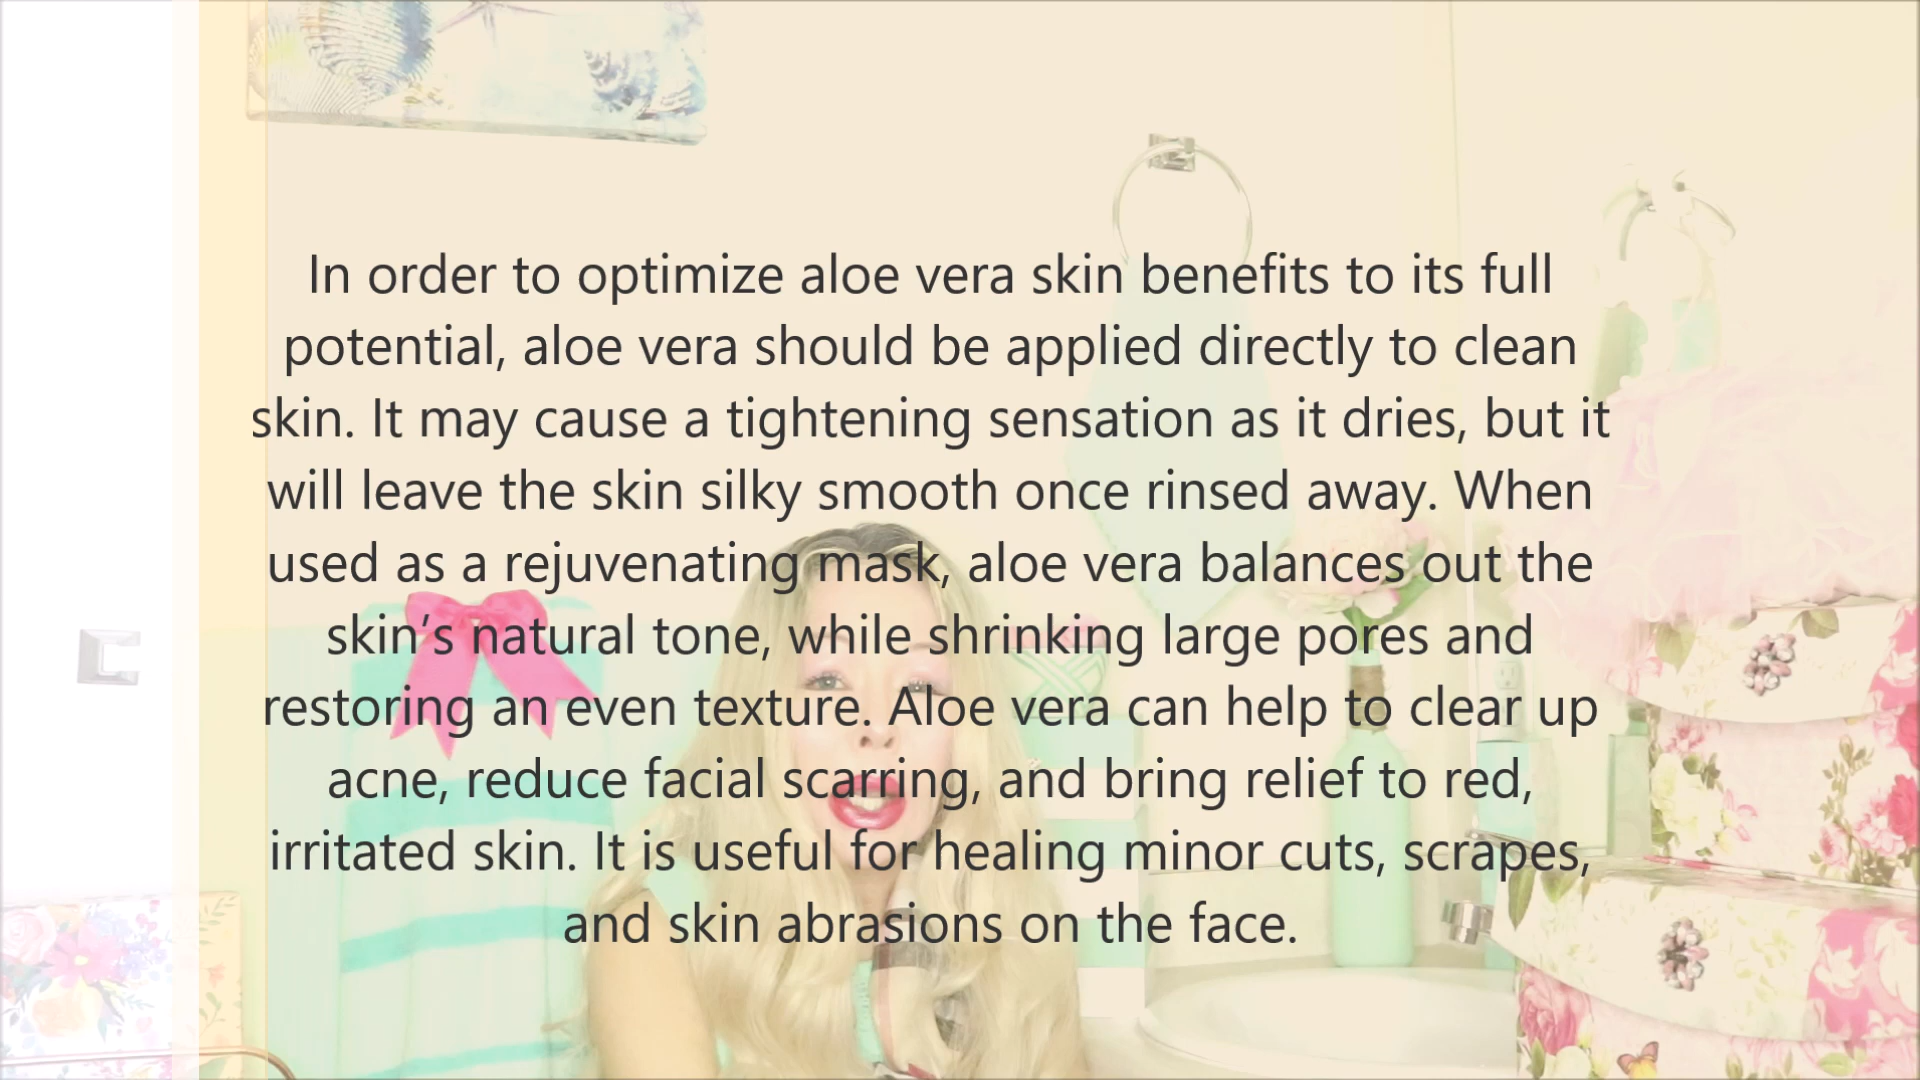 In order to optimize aloe vera skin benefits to its full
potential, aloe vera should be applied directly to clean
skin. It may cause a tightening sensation as it dries, but it
will leave the skin silky smooth once rinsed away. When
used as a rejuvenating mask, aloe vera balances out the
skin’s natural tone, while shrinking large pores and
restoring an even texture. Aloe vera can help to clear up
acne, reduce facial scarring, and bring relief to red,
irritated skin. It is useful for healing minor cuts, scrapes,
and skin abrasions on the face.